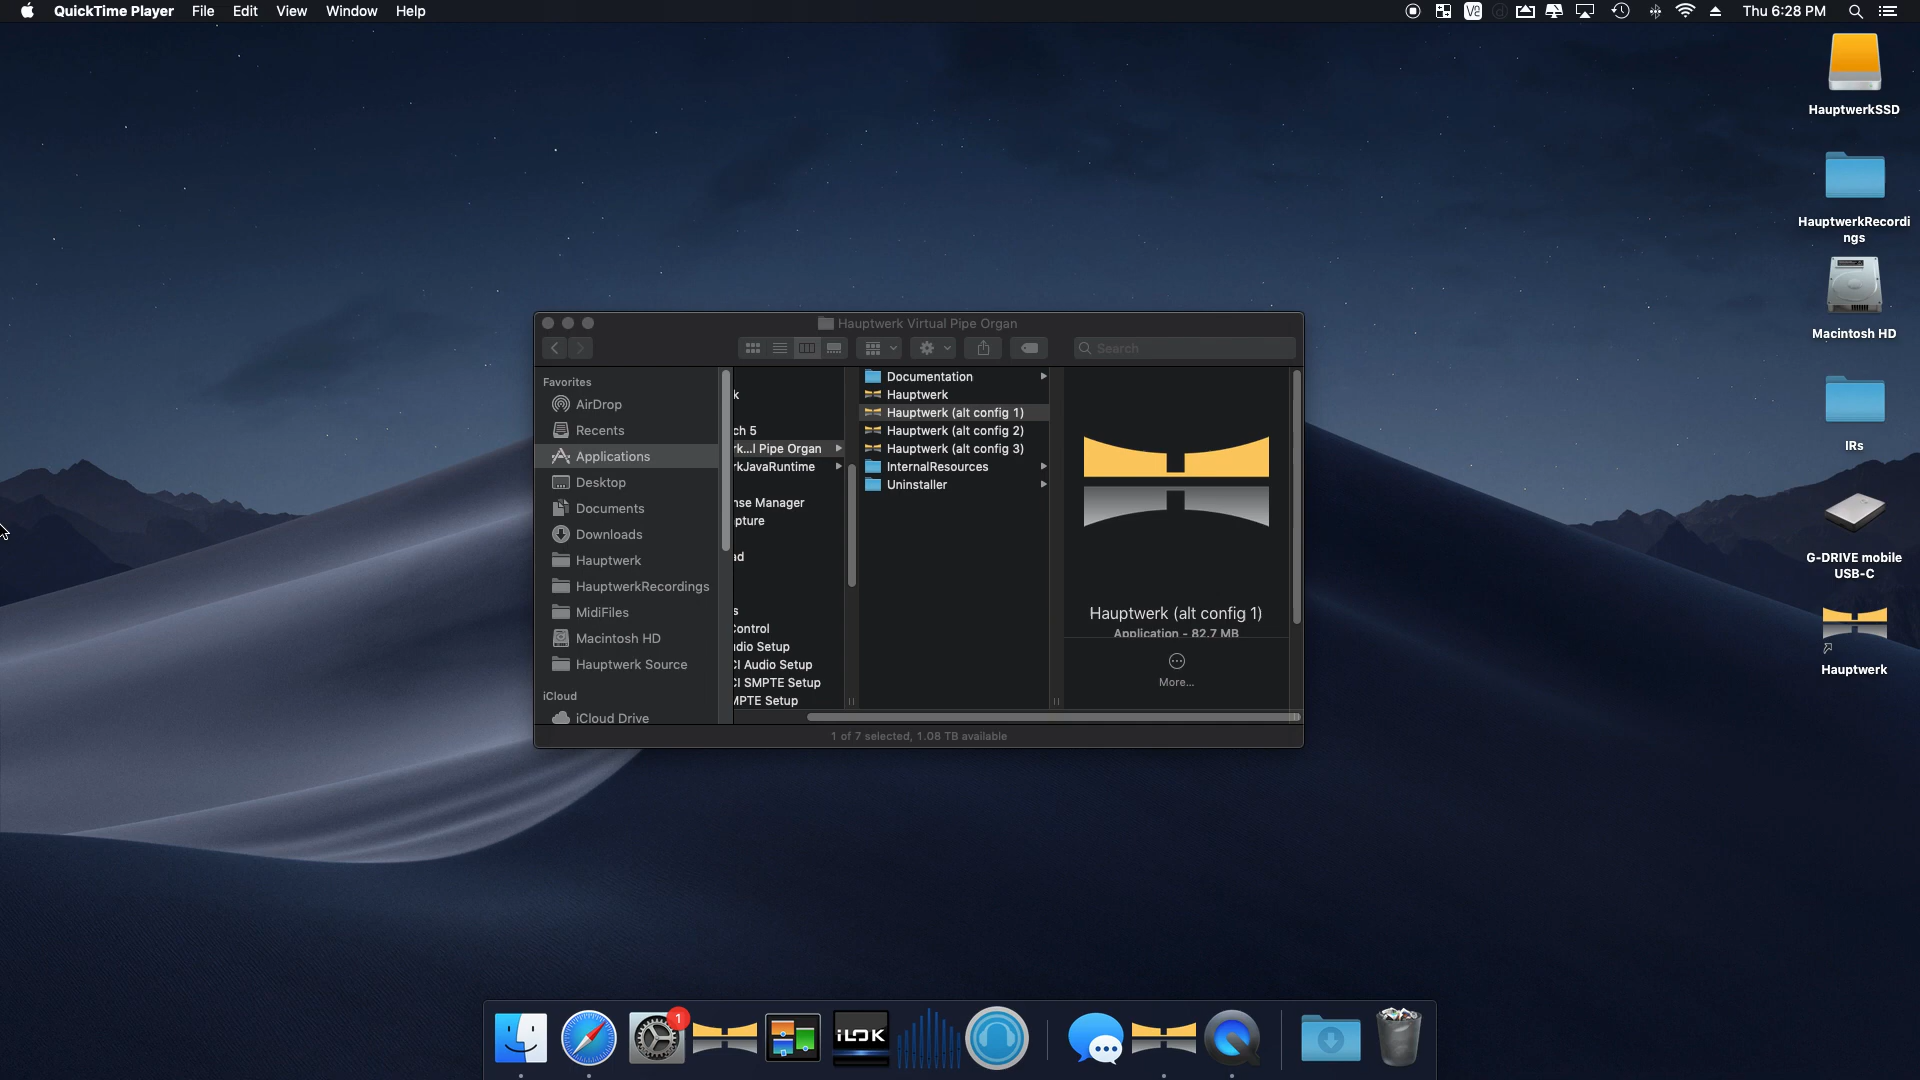 QuickTime Player File Edit View Window Help
V2
Thu 6:28 PM
HauptwerkSSD
HauptwerkRecordi
ngs
Macintosh HD
IRs
G-DRIVE mobile
USB-C
Hauptwerk
Hauptwerk Virtual Pipe Organ
Search
Favorites
AirDrop
Recents
Applications
Desktop
Documents
Downloads
Hauptwerk
HauptwerkRecordings
MidiFiles
Macintosh HD
Hauptwerk Source
iCloud
iCloud Drive
k
ch 5
rk...l Pipe Organ
rkJavaRuntime
nse Manager
pture
ad
s
Control
dio Setup
CI Audio Setup
CI SMPTE Setup
MPTE Setup
Documentation
Hauptwerk
Hauptwerk (alt config 1)
Hauptwerk (alt config 2)
Hauptwerk (alt config 3)
InternalResources
Uninstaller
Hauptwerk (alt config 1)
Application - 82.7 MB
More...
1 of 7 selected, 1.08 TB available
1
iLOK